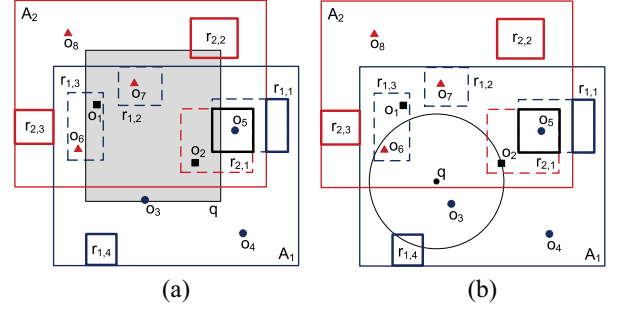 A2
o8
r2,2
r1,3
o7
r1,1
r1,2
o1
r2,3
o5
o6
o2
r2,1
o3
q
o4
r1,4
A1
(a)
A2
o8
r2,2
r1,3
r1,2
r1,1
o7
o1
r2,3
o5
o6
o2
r2,1
q
o3
o4
r1,4
A1
(b)